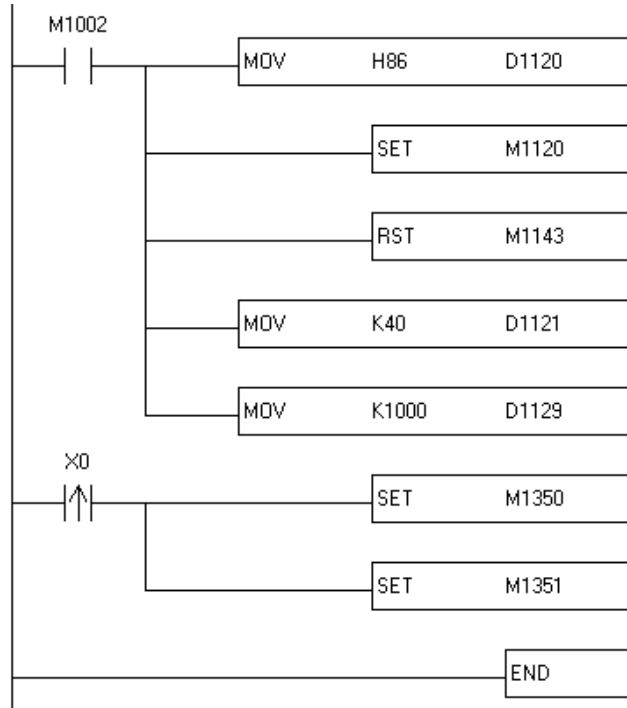 M1002
MOV H86 D1120
SET M1120
RST M1143
MOV K40 D1121
MOV K1000 D1129
X0
SET M1350
SET M1351
END